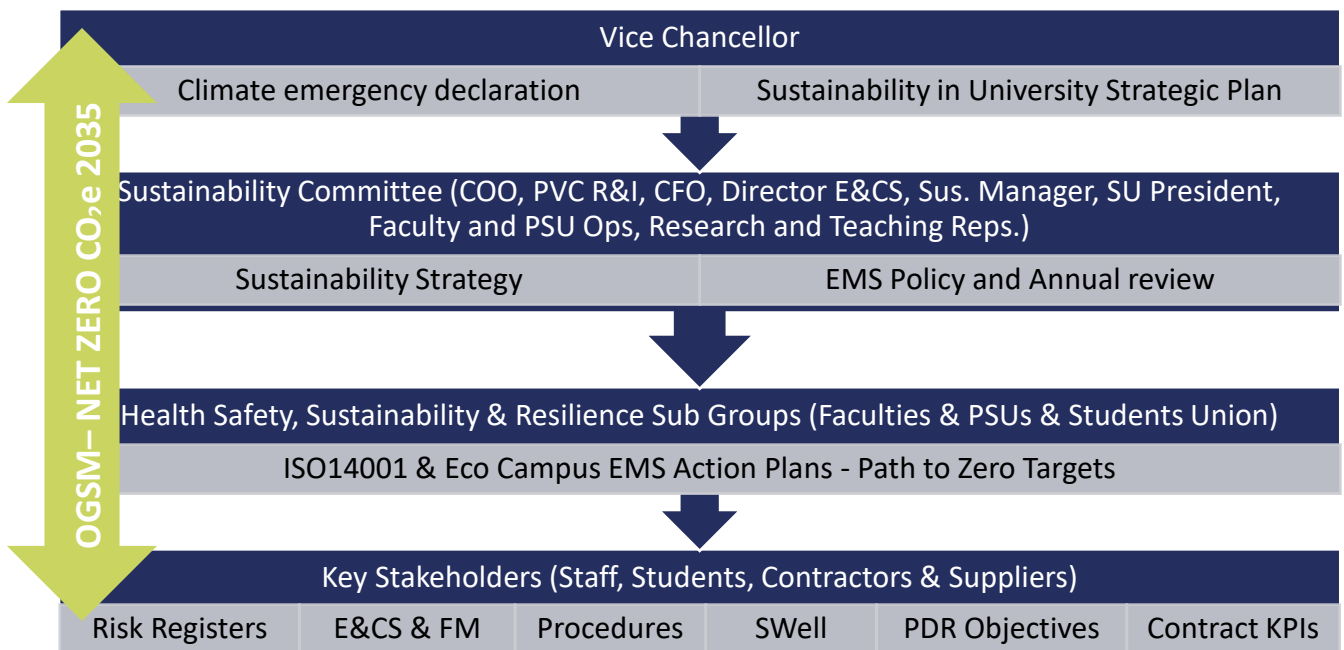 Vice Chancellor
Climate emergency declaration
Sustainability in University Strategic Plan
Sustainability Committee (COO, PVC R&I, CFO, Director E&CS, Sus. Manager, SU President,
Faculty and PSU Ops, Research and Teaching Reps.)
Sustainability Strategy
EMS Policy and Annual review
Health Safety, Sustainability & Resilience Sub Groups (Faculties & PSUs & Students Union)
ISO14001 & Eco Campus EMS Action Plans - Path to Zero Targets
Key Stakeholders (Staff, Students, Contractors & Suppliers)
Risk Registers
E&CS & FM
Procedures
SWell
PDR Objectives
Contract KPIs
OGSM– NET ZERO CO₂e 2035